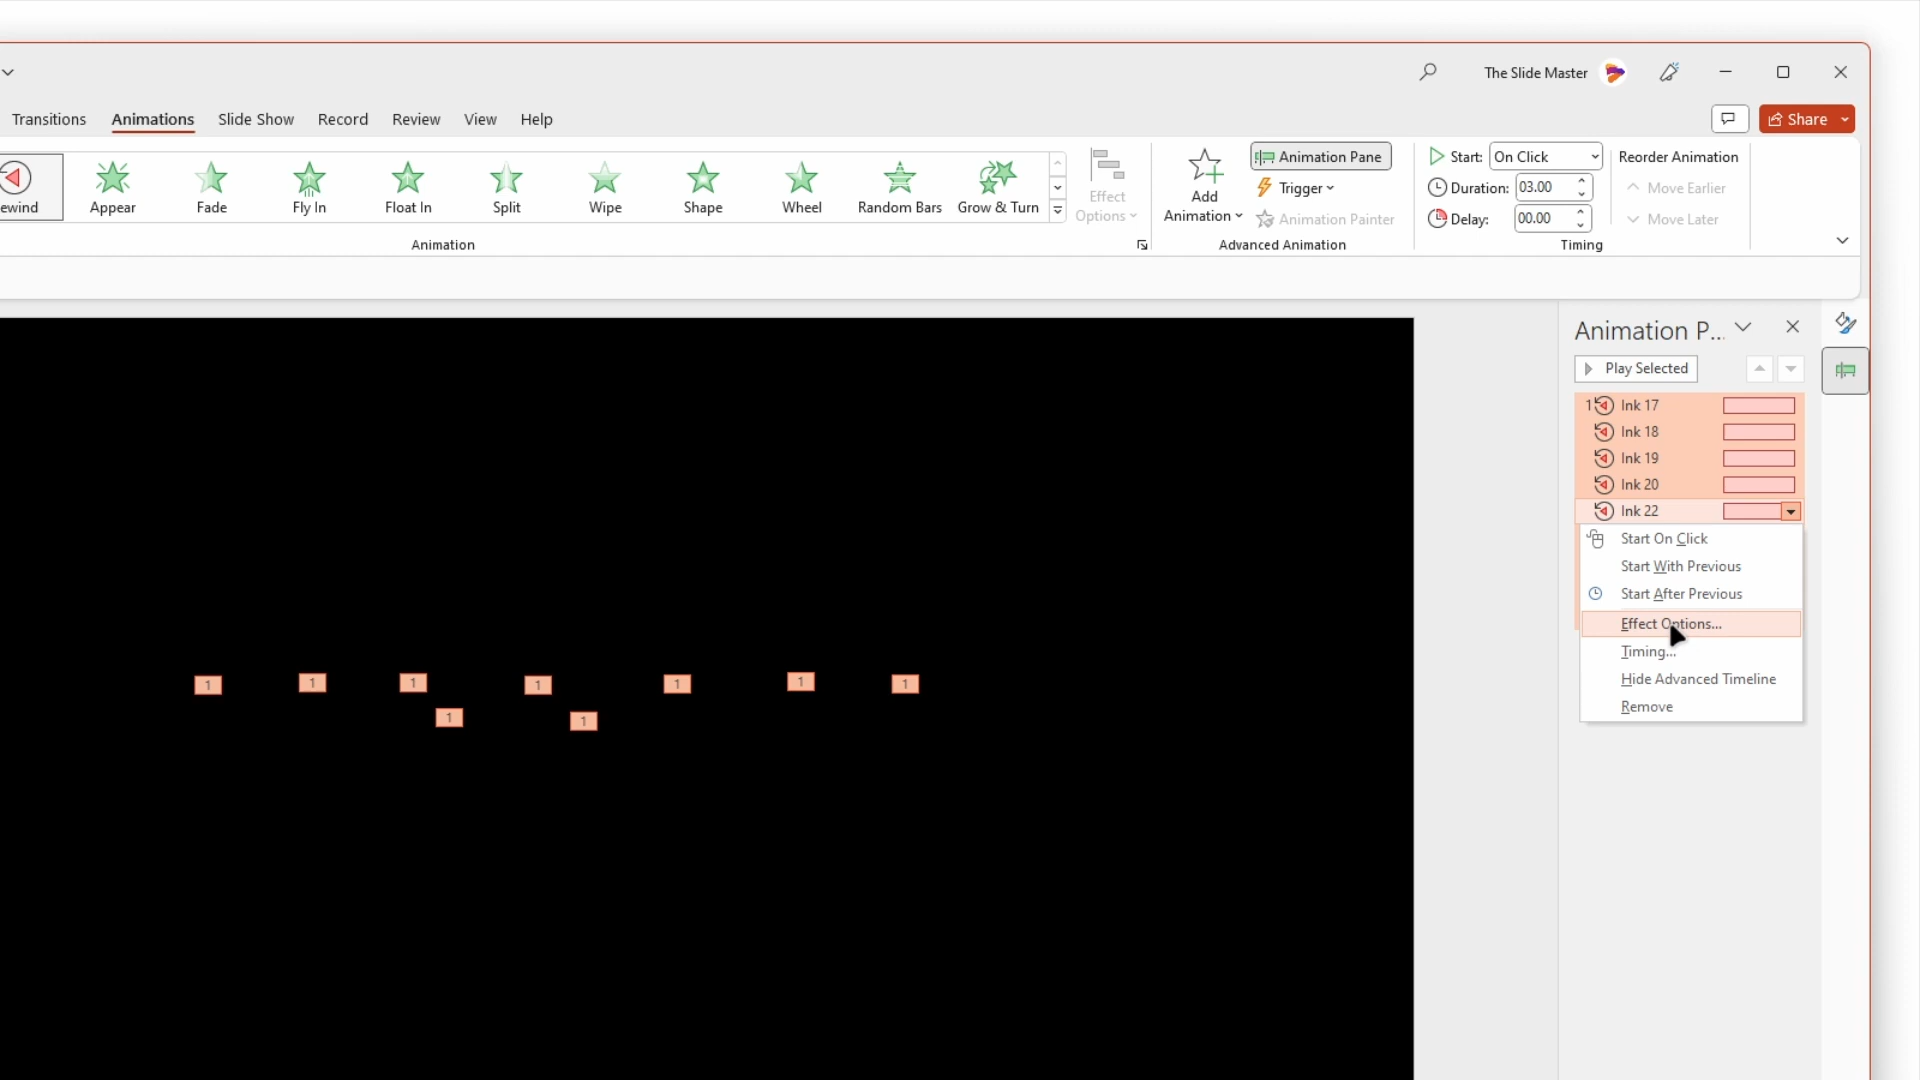 The Slide Master
Transitions Animations Slide Show Record Review View Help
Share
ewind
Appear
Fade
Fly In
Float In
Split
Wipe
Shape
Wheel
Random Bars
Grow & Turn
Effect
Options
Add
Animation
Animation Pane
Trigger
Animation Painter
Start: On Click
Duration: 03.00
Delay: 00.00
Reorder Animation
Move Earlier
Move Later
Animation
Advanced Animation
Timing
Animation P...
Play Selected
1 Ink 17
Ink 18
Ink 19
Ink 20
Ink 22
Start On Click
Start With Previous
Start After Previous
Effect Options...
Timing...
Hide Advanced Timeline
Remove
1 1 1 1 1 1 1
1 1